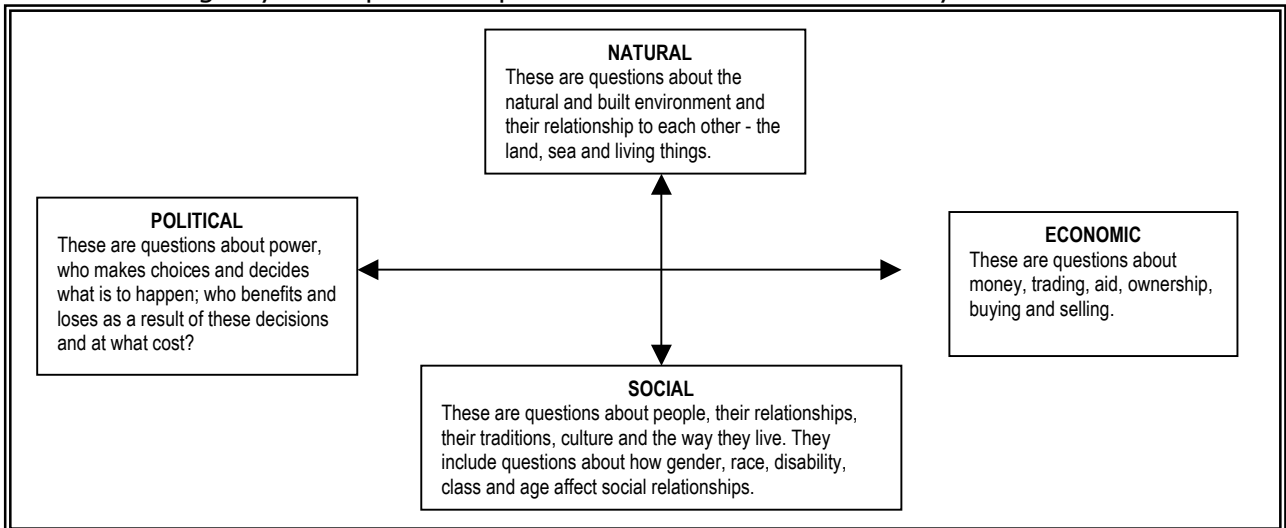 NATURAL
These are questions about the
natural and built environment and
their relationship to each other - the
land, sea and living things.
POLITICAL
These are questions about power,
who makes choices and decides
what is to happen; who benefits and
loses as a result of these decisions
and at what cost?
ECONOMIC
These are questions about
money, trading, aid, ownership,
buying and selling.
SOCIAL
These are questions about people, their relationships,
their traditions, culture and the way they live. They
include questions about how gender, race, disability,
class and age affect social relationships.